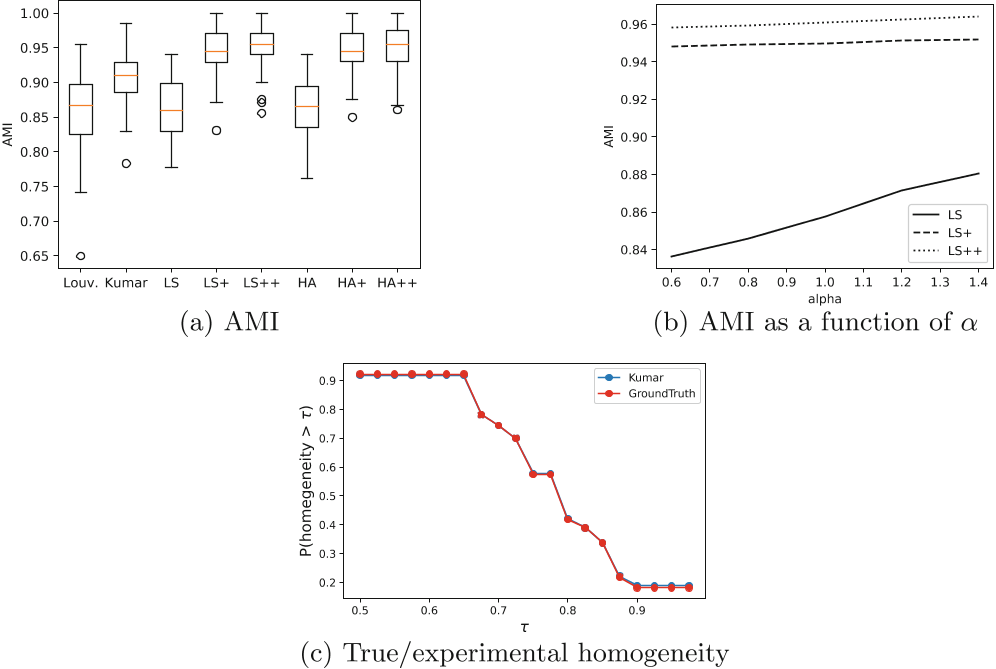 1.00
0.95
0.90
0.85
0.80
0.75
0.70
0.65
AMI
Louv. Kumar LS LS+ LS++ HA HA+ HA++
(a) AMI
0.96
0.94
0.92
0.90
0.88
0.86
0.84
AMI
LS
LS+
LS++
0.6 0.7 0.8 0.9 1.0 1.1 1.2 1.3 1.4
alpha
(b) AMI as a function of α
0.9
0.8
0.7
0.6
0.5
0.4
0.3
0.2
P(homegeneity > τ)
Kumar
GroundTruth
0.5 0.6 0.7 0.8 0.9
τ
(c) True/experimental homogeneity